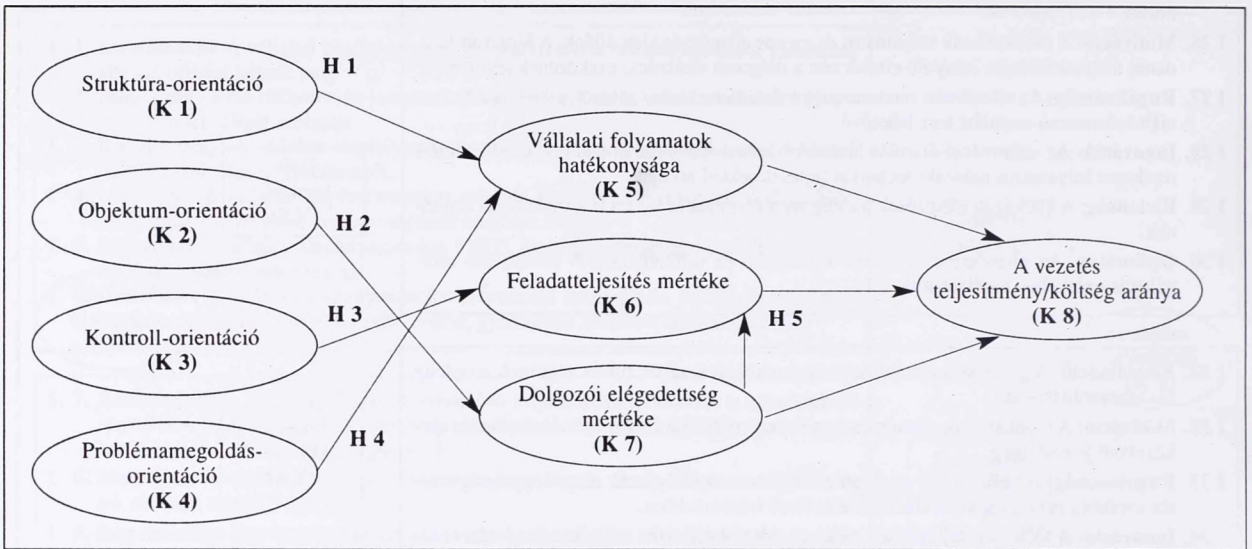 H 1
Struktúra-orientáció
(K 1)
Vállalati folyamatok
hatékonysága
(K 5)
Objektum-orientáció
(K 2)
H 2
Feladatteljesítés mértéke
(K 6)
A vezetés
teljesítmény/költség aránya
(K 8)
H 3
H 5
Kontroll-orientáció
(K 3)
Dolgozói elégedettség
mértéke
(K 7)
H 4
Problémamegoldás-
orientáció
(K 4)